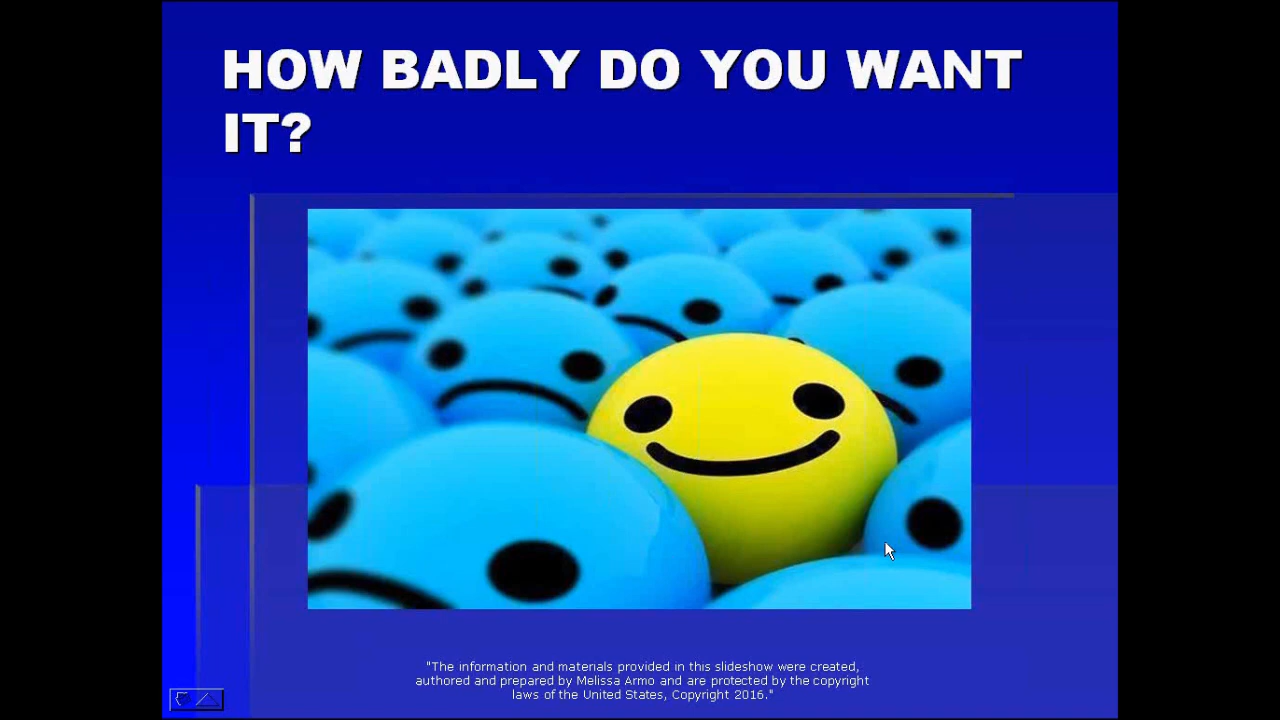 HOW BADLY DO YOU WANT
IT?
"The information and materials provided in this slideshow were created,
authored and prepared by Melissa Armo and are protected by the copyright
laws of the United States, Copyright 2016."